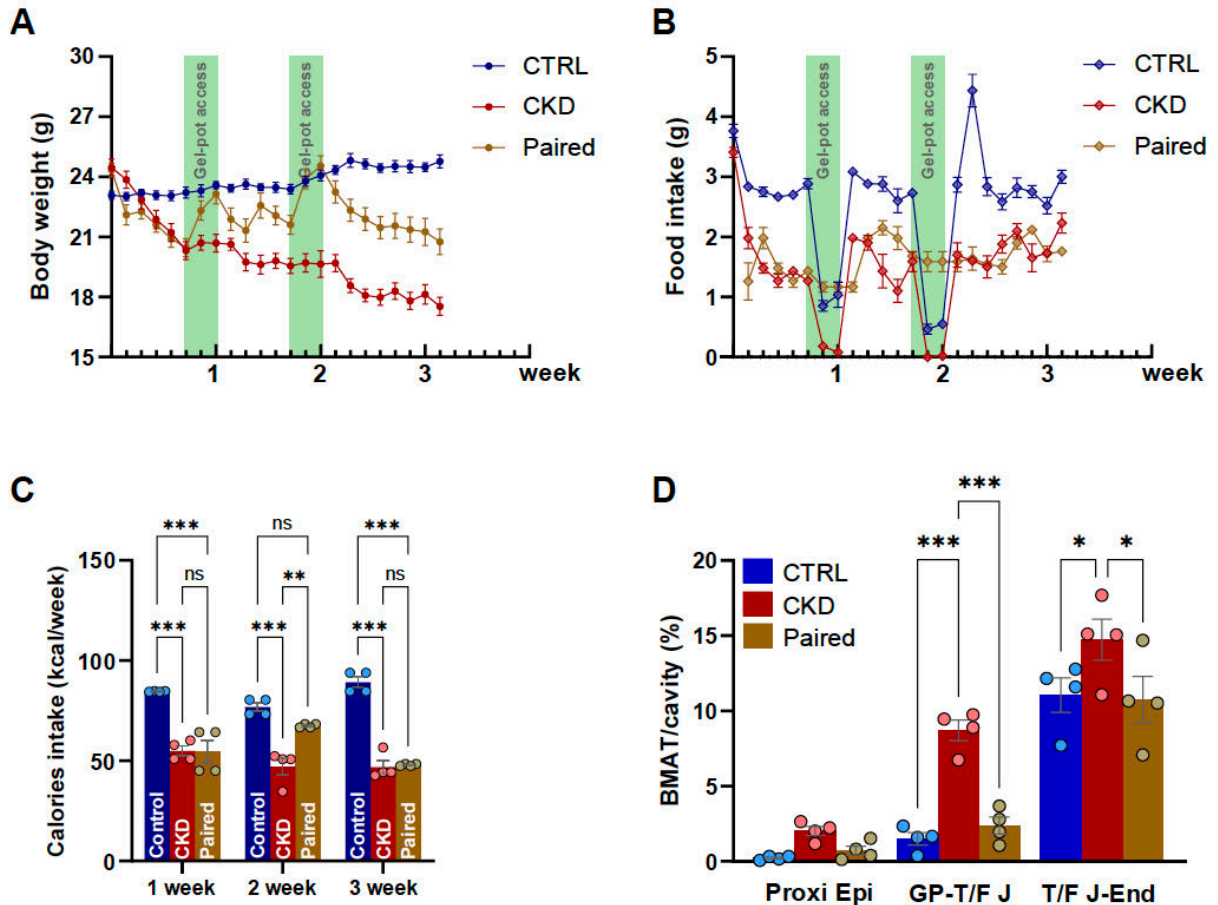 A
30
27
24
21
18
15
Body weight (g)
Gel-pot access
Gel-pot access
CTRL
CKD
Paired
1
2
3
week
B
5
4
3
2
1
0
Food intake (g)
Gel-pot access
Gel-pot access
CTRL
CKD
Paired
1
2
3
week
C
*** ns ***
ns ** ns
*** *** ***
150
100
50
0
Calories intake (kcal/week)
Control CKD Paired
Control CKD Paired
Control CKD Paired
1 week
2 week
3 week
D
***
*** * *
20
15
10
5
0
BMAT/cavity (%)
CTRL
CKD
Paired
Proxi Epi
GP-T/F J
T/F J-End